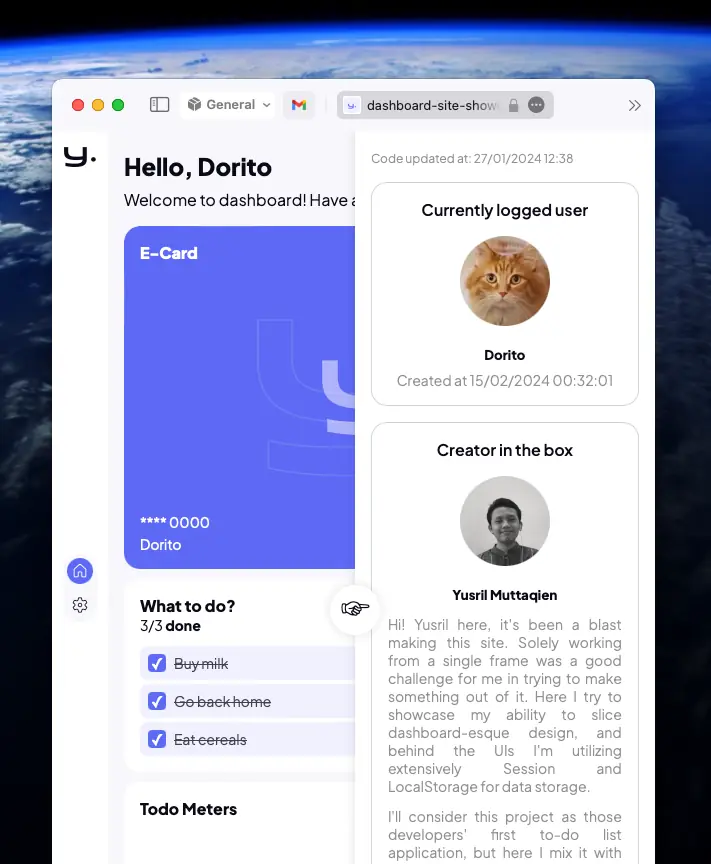 General
dashboard-site-show
y.
Hello, Dorito
Welcome to dashboard! Have a
E-Card
**** 0000
Dorito
What to do?
3/3 done
Buy milk
Go back home
Eat cereals
Todo Meters
Code updated at: 27/01/2024 12:38
Currently logged user
Dorito
Created at 15/02/2024 00:32:01
Creator in the box
Yusril Muttaqien
Hi! Yusril here, it's been a blast
making this site. Solely working
from a single frame was a good
challenge for me in trying to make
something out of it. Here I try to
showcase my ability to slice
dashboard-esque design, and
behind the UIs I'm utilizing
extensively Session and
LocalStorage for data storage.
I'll consider this project as those
developers' first to-do list
application, but here I mix it with